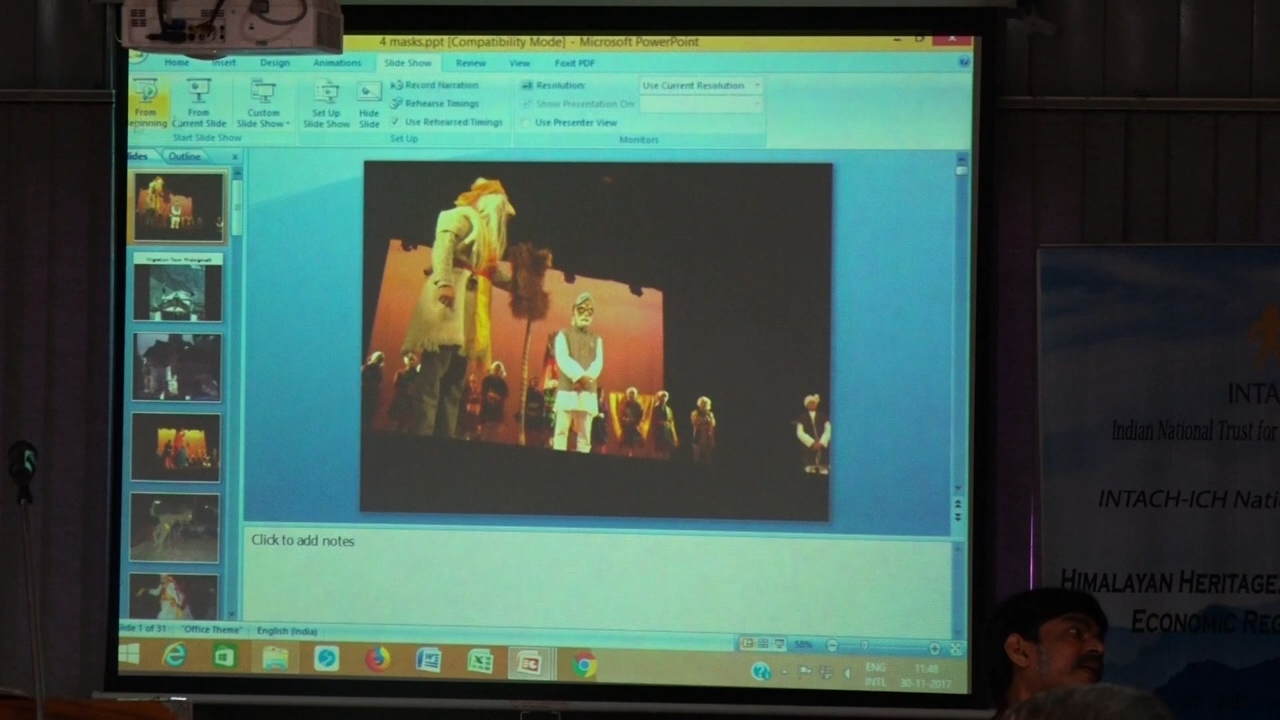 4 masks.ppt [Compatibility Mode] - Microsoft PowerPoint
Home Insert Design Animations Slide Show Review View Foxit PDF
From Beginning
From Current Slide
Custom Slide Show
Start Slide Show
Set Up Slide Show
Hide Slide
Record Narration
Rehearse Timings
Use Rehearsed Timings
Set Up
Resolution: Use Current Resolution
Show Presentation On:
Use Presenter View
Monitors
lides Outline
Click to add notes
Slide 1 of 31 "Office Theme" English (India) 58%
ENG 11:48
INTL 30-11-2017
INTA
Indian National Trust for
INTACH-ICH Nati
HIMALAYAN HERITAGE
ECONOMIC REG